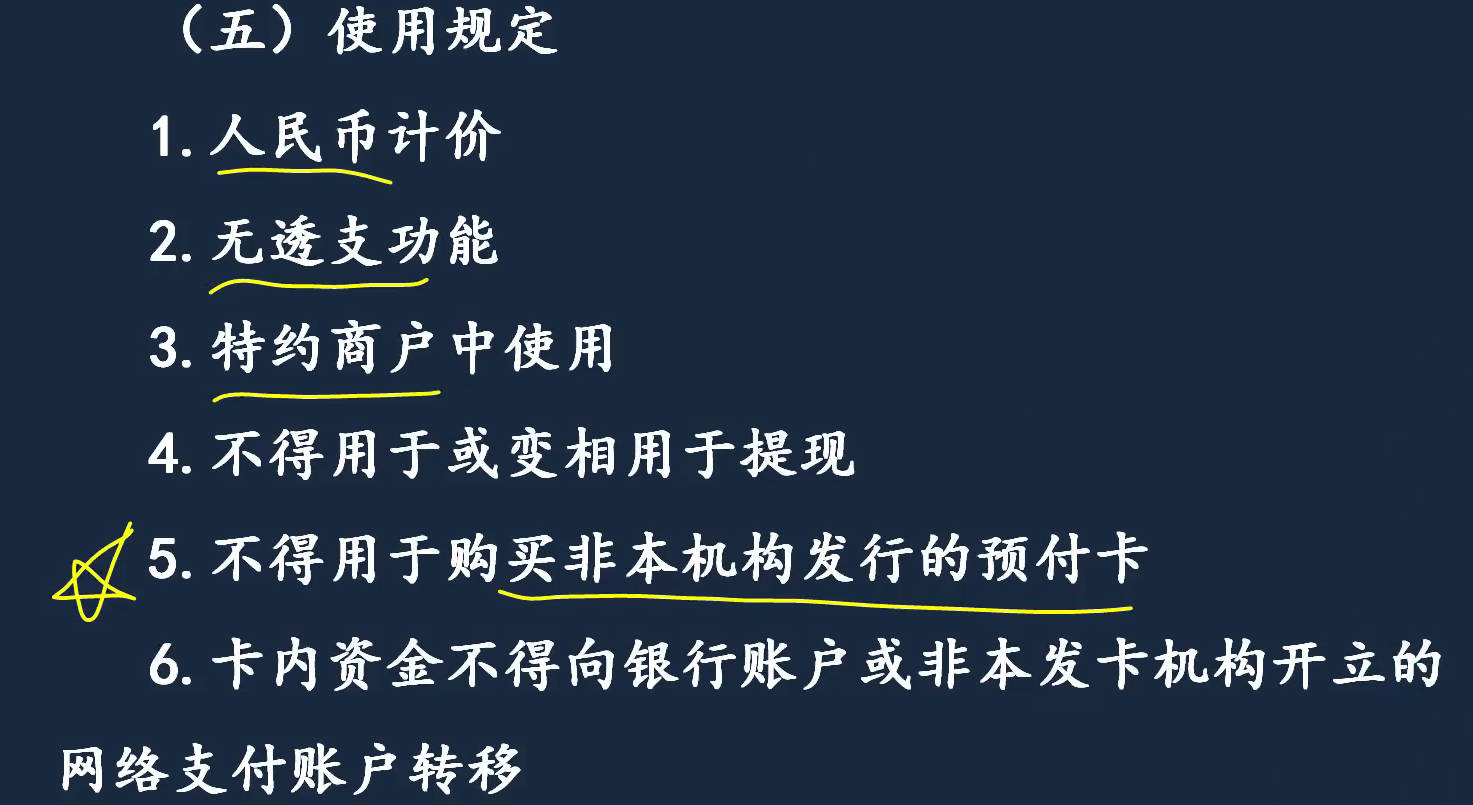 （五）使用规定
1.人民币计价
2.无透支功能
3.特约商户中使用
4.不得用于或变相用于提现
5.不得用于购买非本机构发行的预付卡
6.卡内资金不得向银行账户或非本发卡机构开立的
网络支付账户转移